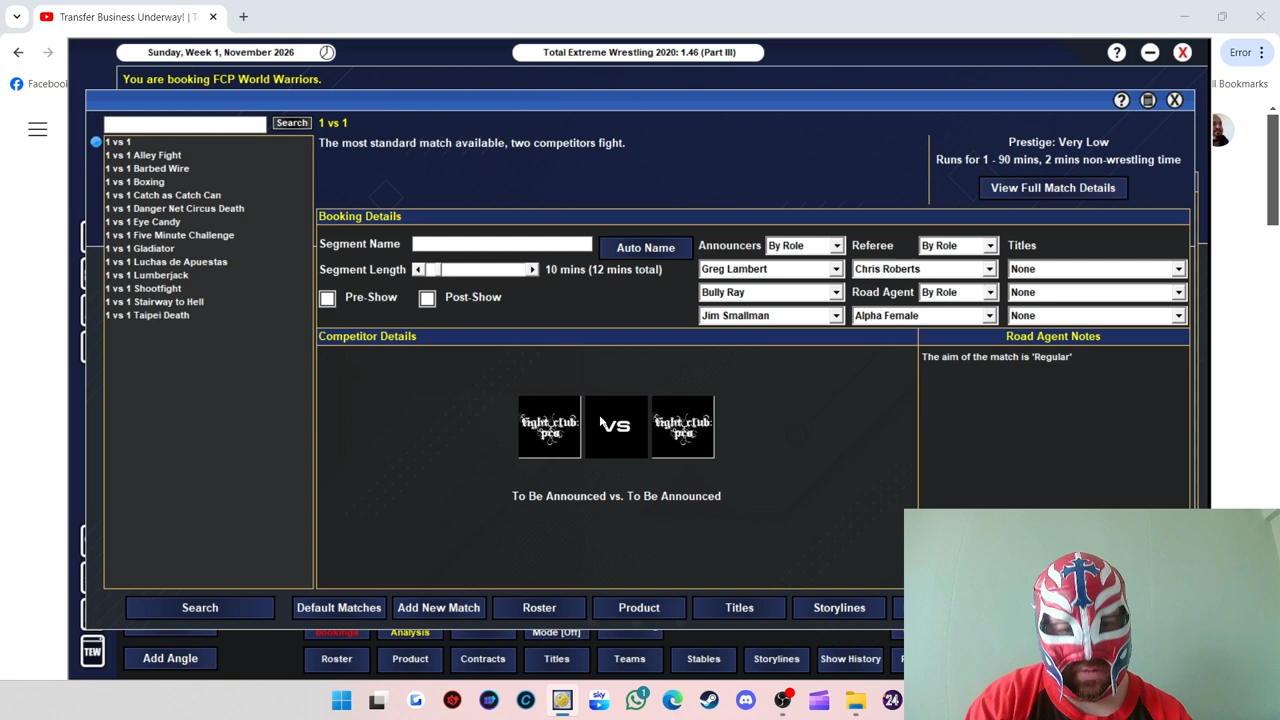 Transfer Business Underway! | T
Error
Facebook
ll Bookmarks
Sunday, Week 1, November 2026
Total Extreme Wrestling 2020: 1.46 (Part III)
You are booking FCP World Warriors.
Search
1 vs 1
The most standard match available, two competitors fight.
Prestige: Very Low
Runs for 1 - 90 mins, 2 mins non-wrestling time
View Full Match Details
1 vs 1
1 vs 1 Alley Fight
1 vs 1 Barbed Wire
1 vs 1 Boxing
1 vs 1 Catch as Catch Can
1 vs 1 Danger Net Circus Death
1 vs 1 Eye Candy
1 vs 1 Five Minute Challenge
1 vs 1 Gladiator
1 vs 1 Luchas de Apuestas
1 vs 1 Lumberjack
1 vs 1 Shootfight
1 vs 1 Stairway to Hell
1 vs 1 Taipei Death
Booking Details
Segment Name
Auto Name
Announcers By Role
Referee By Role
Titles
Segment Length
10 mins (12 mins total)
Greg Lambert
Chris Roberts
None
Pre-Show
Post-Show
Bully Ray
Road Agent By Role
None
Jim Smallman
Alpha Female
None
Competitor Details
Road Agent Notes
The aim of the match is 'Regular'
fight club: pro
VS
fight club: pro
To Be Announced vs. To Be Announced
Search
Default Matches
Add New Match
Roster
Product
Titles
Storylines
Bookings
Analysis
Mode [Off]
TEW
Add Angle
Roster
Product
Contracts
Titles
Teams
Stables
Storylines
Show History
sky
1
24